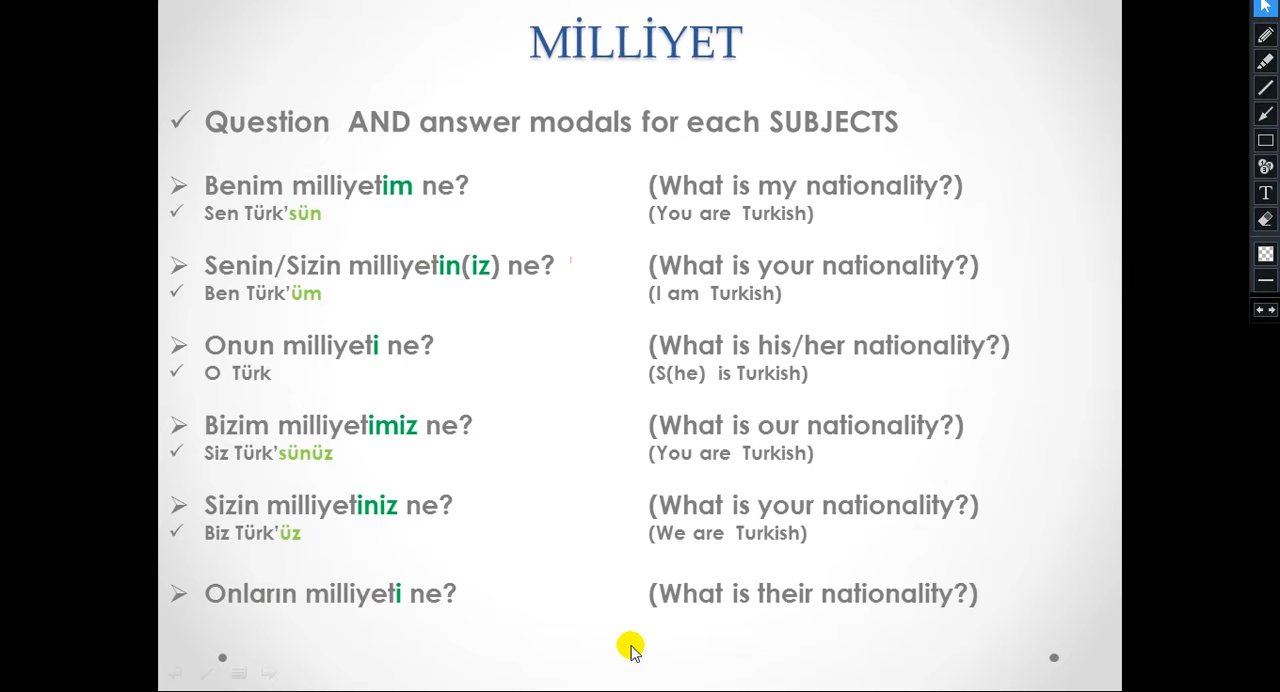 MİLLİYET
Question AND answer modals for each SUBJECTS
Benim milliyetim ne? (What is my nationality?)
Sen Türk'sün (You are Turkish)
Senin/Sizin milliyetin(iz) ne? (What is your nationality?)
Ben Türk'üm (I am Turkish)
Onun milliyeti ne? (What is his/her nationality?)
O Türk (S(he) is Turkish)
Bizim milliyetimiz ne? (What is our nationality?)
Siz Türk'sünüz (You are Turkish)
Sizin milliyetiniz ne? (What is your nationality?)
Biz Türk'üz (We are Turkish)
Onların milliyeti ne? (What is their nationality?)
T